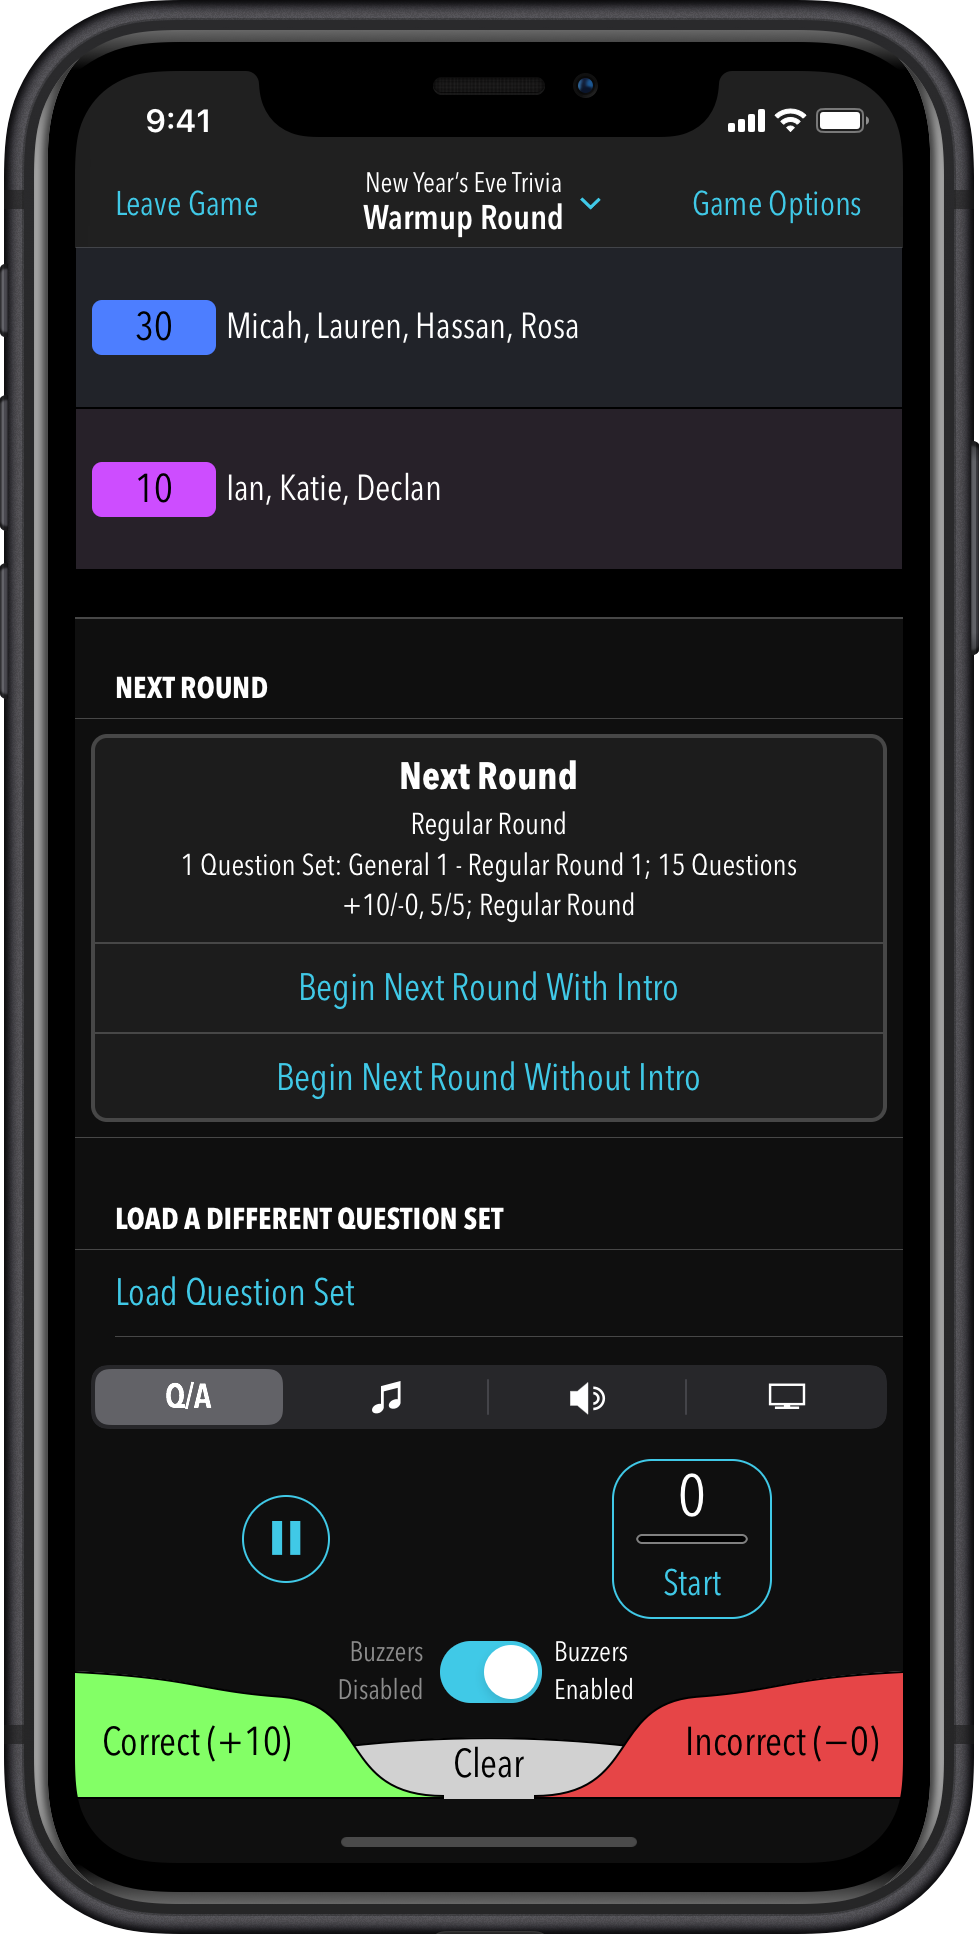 9:41
Leave Game
New Year's Eve Trivia
Warmup Round
Game Options
30
Micah, Lauren, Hassan, Rosa
10
Ian, Katie, Declan
NEXT ROUND
Next Round
Regular Round
1 Question Set: General 1 - Regular Round 1; 15 Questions
+10/-0, 5/5; Regular Round
Begin Next Round With Intro
Begin Next Round Without Intro
LOAD A DIFFERENT QUESTION SET
Load Question Set
Q/A
0
Start
Buzzers
Disabled
Buzzers
Enabled
Correct (+10)
Clear
Incorrect (−0)